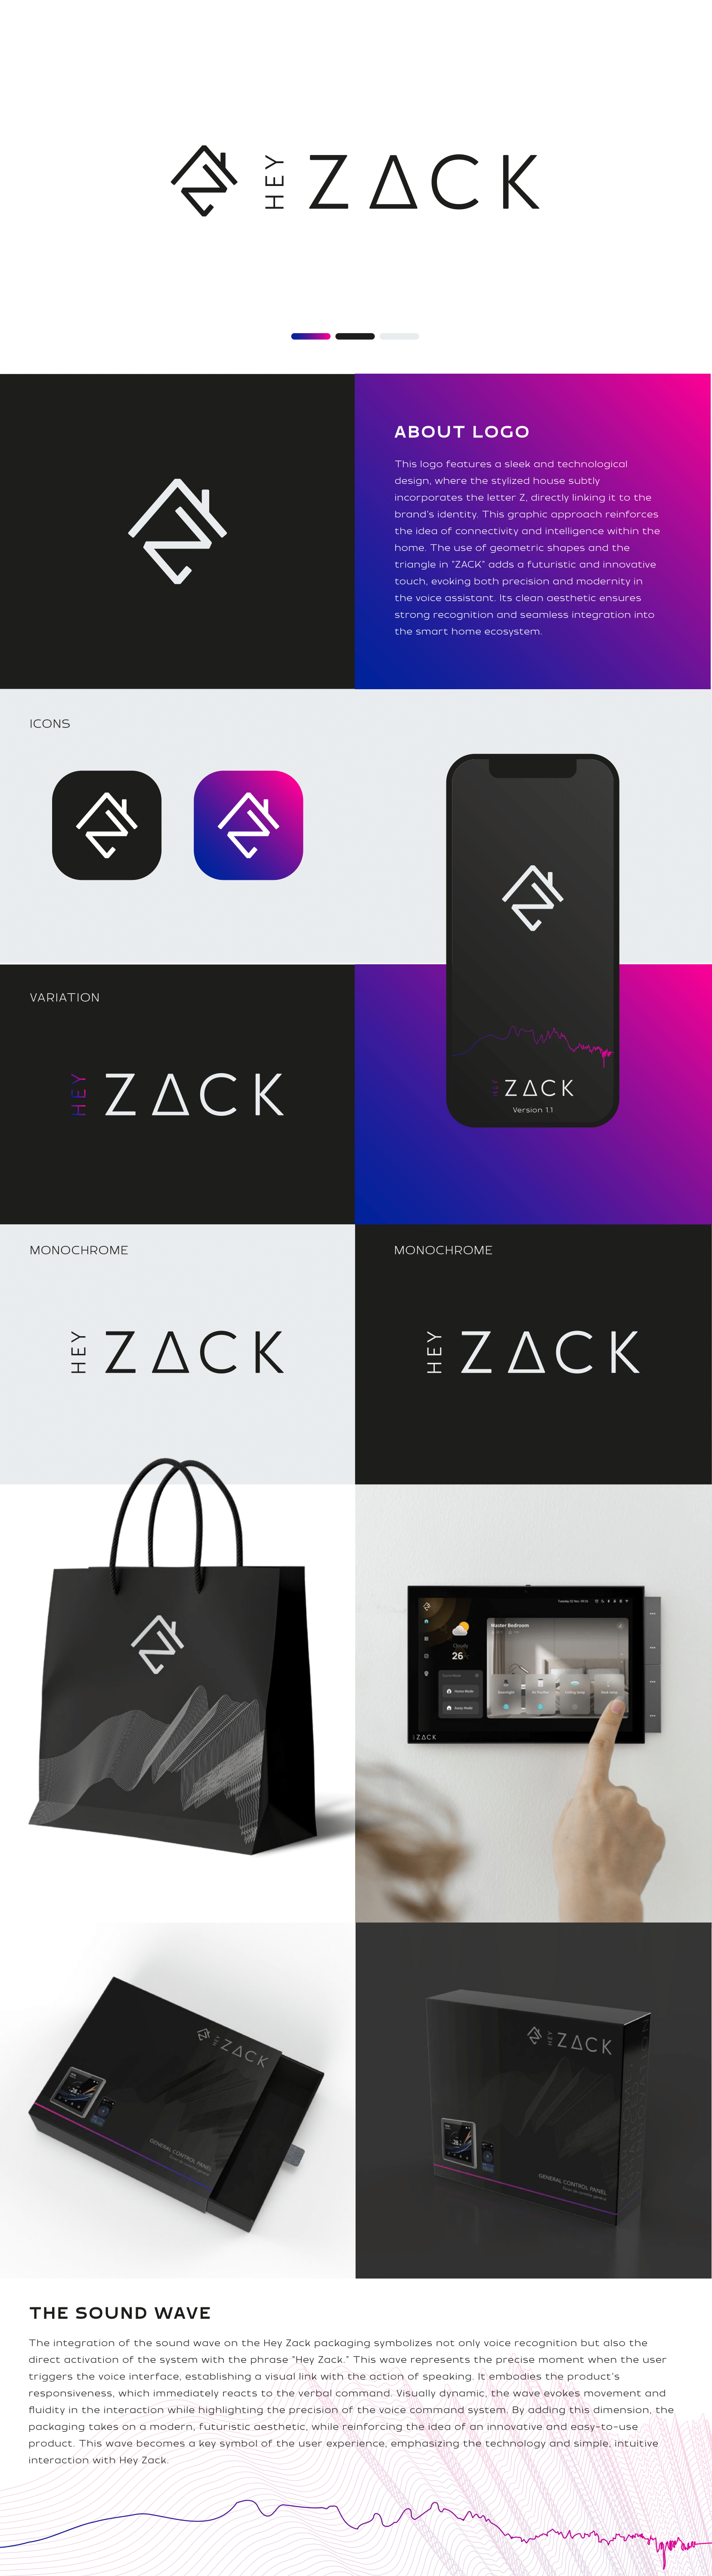 HEY ZACK
ABOUT LOGO
This logo features a sleek and technological
design, where the stylized house subtly
incorporates the letter Z, directly linking it to the
brand's identity. This graphic approach reinforces
the idea of connectivity and intelligence within the
home. The use of geometric shapes and the
triangle in "ZACK" adds a futuristic and innovative
touch, evoking both precision and modernity in
the voice assistant. Its clean aesthetic ensures
strong recognition and seamless integration into
the smart home ecosystem.
ICONS
VARIATION
HEY ZACK
HEY ZACK
Version 1.1
MONOCHROME
HEY ZACK
MONOCHROME
HEY ZACK
Master Bedroom
Cloudy
26
Home Mode
Away Mode
ZACK
HEY ZACK
GENERAL CONTROL PANEL
HEY ZACK
GENERAL CONTROL PANEL
THE SOUND WAVE
The integration of the sound wave on the Hey Zack packaging symbolizes not only voice recognition but also the
direct activation of the system with the phrase "Hey Zack." This wave represents the precise moment when the user
triggers the voice interface, establishing a visual link with the action of speaking. It embodies the product's
responsiveness, which immediately reacts to the verbal command. Visually dynamic, the wave evokes movement and
fluidity in the interaction while highlighting the precision of the voice command system. By adding this dimension, the
packaging takes on a modern, futuristic aesthetic, while reinforcing the idea of an innovative and easy-to-use
product. This wave becomes a key symbol of the user experience, emphasizing the technology and simple, intuitive
interaction with Hey Zack.